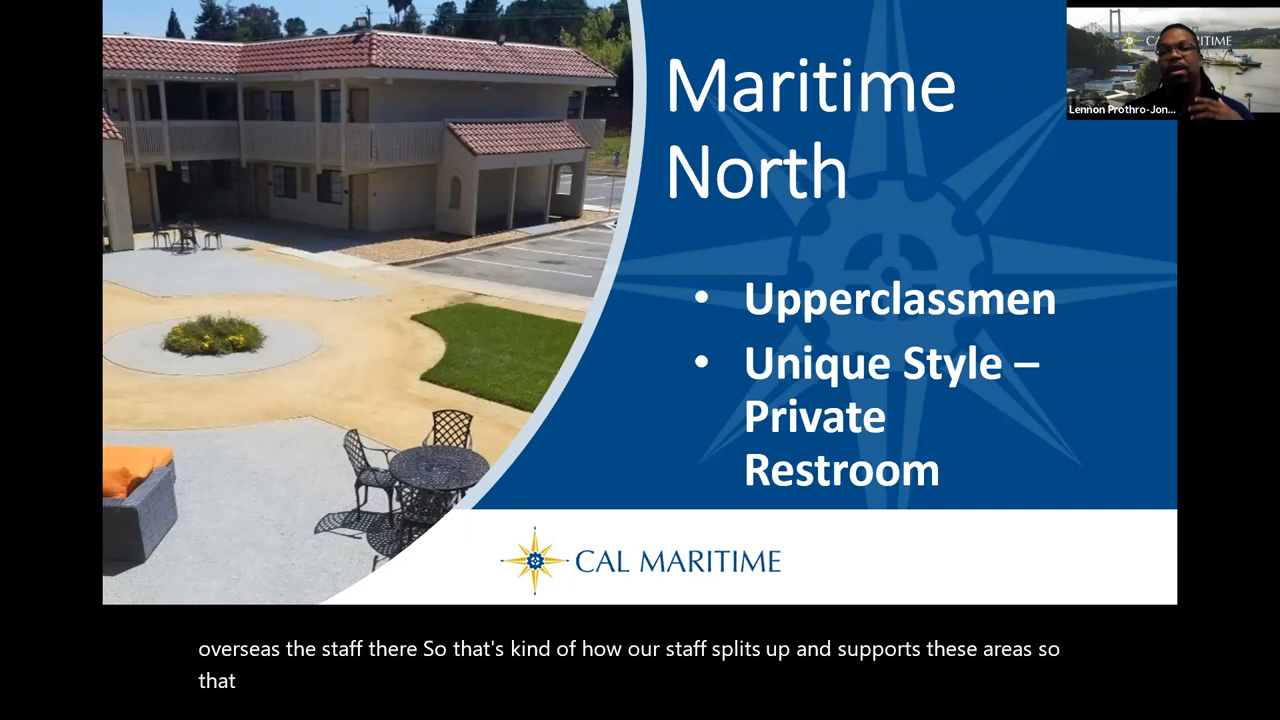 CAL MARITIME
Lennon Prothro-Jon...
Maritime
North
• Upperclassmen
• Unique Style –
Private
Restroom
CAL MARITIME
overseas the staff there So that's kind of how our staff splits up and supports these areas so
that